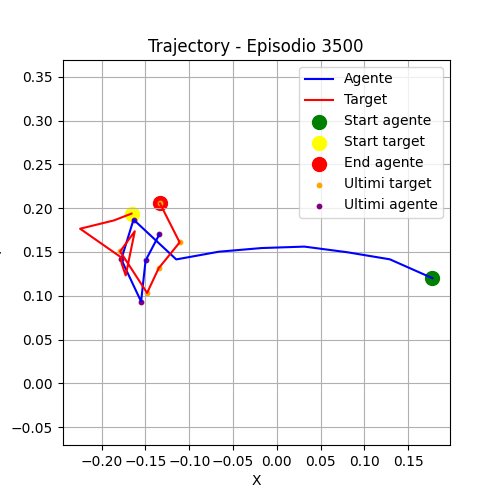 Trajectory - Episodio 3500
Agente
Target
Start agente
Start target
End agente
Ultimi target
Ultimi agente
0.35
0.30
0.25
0.20
0.15
0.10
0.05
0.00
−0.05
−0.20 −0.15 −0.10 −0.05 0.00 0.05 0.10 0.15
X